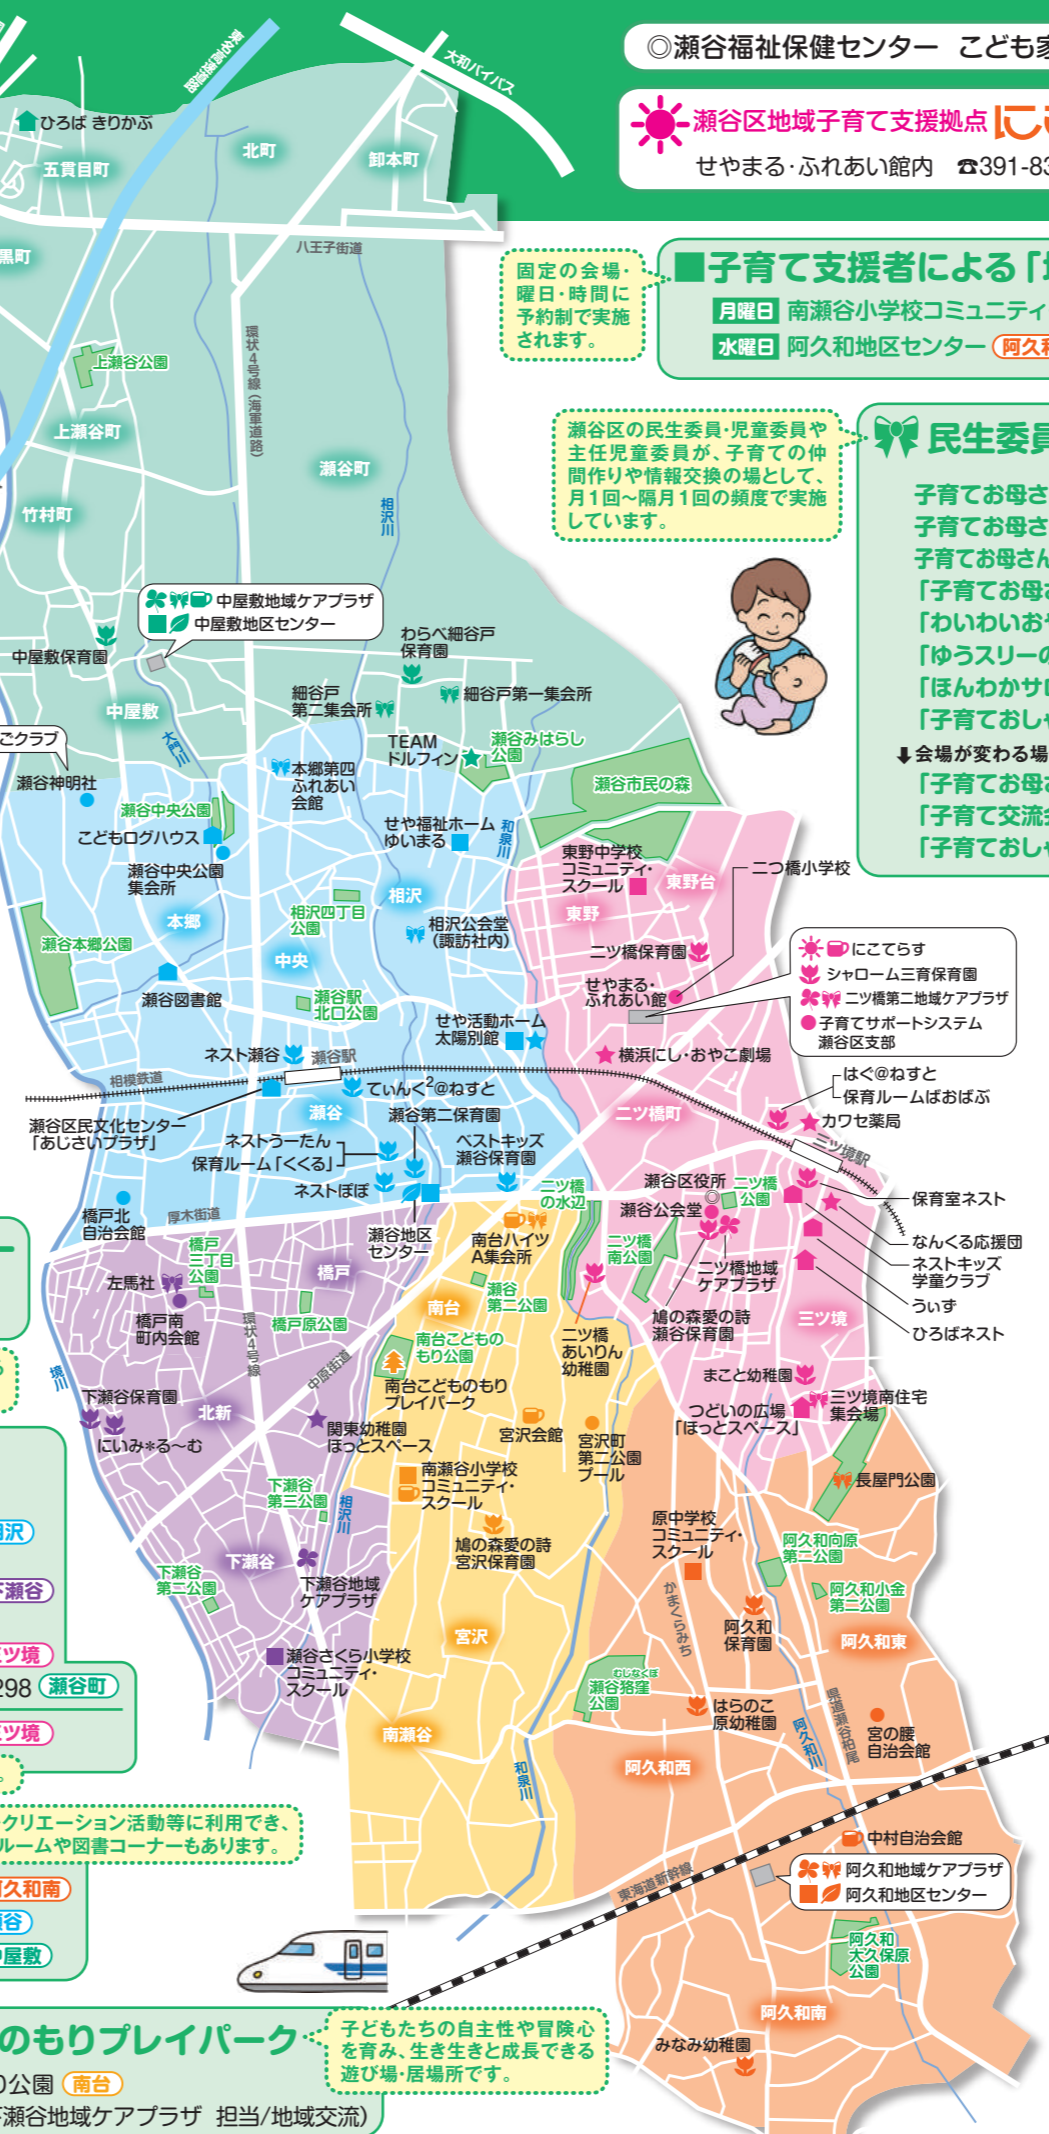 東名高速道路
大和バイパス
◎瀬谷福祉保健センター こども家
瀬谷区地域子育て支援拠点 にこ
せやまる・ふれあい館内 ☎391-83
ひろば きりかぶ
五貫目町
北町
卸本町
黒町
八王子街道
固定の会場・
曜日・時間に
予約制で実施
されます。
■子育て支援者による「地
月曜日 南瀬谷小学校コミュニティ
水曜日 阿久和地区センター 阿久和
環状4号線(海軍道路)
上瀬谷公園
上瀬谷町
瀬谷町
竹村町
相沢川
瀬谷区の民生委員・児童委員や
主任児童委員が、子育ての仲
間作りや情報交換の場として、
月1回～隔月1回の頻度で実施
しています。
民生委員
子育てお母さ
子育てお母さ
子育てお母さん
「子育てお母さ
「わいわいおや
「ゆうスリーの
「ほんわかサロ
「子育ておしゃ
⬇会場が変わる場
「子育てお母さ
「子育て交流会
「子育ておしゃ
中屋敷地域ケアプラザ
中屋敷地区センター
中屋敷保育園
わらべ細谷戸
保育園
細谷戸
第二集会所
細谷戸第一集会所
中屋敷
大門川
ごクラブ
瀬谷神明社
TEAM
ドルフィン
瀬谷みはらし
公園
本郷第四
ふれあい
会館
瀬谷市民の森
瀬谷中央公園
こどもログハウス
瀬谷中央公園
集会所
せや福祉ホーム
ゆいまる
和泉川
東野中学校
コミュニティ・
スクール
東野台
二つ橋小学校
相沢
相沢四丁目
公園
本郷
東野
相沢公会堂
(諏訪社内)
瀬谷本郷公園
中央
二ツ橋保育園
にこてらす
シャローム三育保育園
二ツ橋第二地域ケアプラザ
子育てサポートシステム
瀬谷区支部
瀬谷図書館
瀬谷駅
北口公園
せやまる・
ふれあい館
せや活動ホーム
太陽別館
ネスト瀬谷
瀬谷駅
横浜にし・おやこ劇場
相模鉄道
てぃんく2@ねすと
はぐ@ねすと
保育ルームぱおばぶ
カワセ薬局
瀬谷区民文化センター
「あじさいプラザ」
瀬谷
瀬谷第二保育園
二ツ橋町
ネストうーたん
保育ルーム「くくる」
ベストキッズ
瀬谷保育園
三ツ境駅
ネストぽぽ
二ツ橋
の水辺
瀬谷区役所
二ツ橋
公園
保育室ネスト
橋戸北
自治会館
厚木街道
瀬谷公会堂
瀬谷地区
センター
南台ハイツ
A集会所
二ツ橋
南公園
なんくる応援団
橋戸
三丁目
公園
橋戸
ネストキッズ
学童クラブ
左馬社
二ツ橋地域
ケアプラザ
瀬谷
第二公園
南台
うぃず
橋戸南
町内会館
橋戸原公園
鳩の森愛の詩
瀬谷保育園
三ツ境
ひろばネスト
環状4号線
南台こどもの
もり公園
二ツ橋
あいりん
幼稚園
境川
中原街道
南台こどものもり
プレイパーク
まこと幼稚園
下瀬谷保育園
北新
つどいの広場
「ほっとスペース」
三ツ境南住宅
集会場
にいみ*る～む
関東幼稚園
ほっとスペース
宮沢会館
宮沢町
第二公園
プール
南瀬谷小学校
コミュニティ・
スクール
長屋門公園
下瀬谷
第三公園
相沢川
原中学校
コミュニティ・
スクール
鳩の森愛の詩
宮沢保育園
阿久和向原
第二公園
下瀬谷
下瀬谷
第二公園
下瀬谷地域
ケアプラザ
かまくらみち
阿久和小金
第二公園
阿久和
保育園
阿久和東
宮沢
瀬谷さくら小学校
コミュニティ・
スクール
むじなくぼ
瀬谷狢窪
公園
県道瀬谷柏尾
はらのこ
原幼稚園
南瀬谷
阿久和川
宮の腰
自治会館
和泉川
阿久和西
相沢
下瀬谷
三ツ境
298 瀬谷町
三ツ境
クリエーション活動等に利用でき、
ルームや図書コーナーもあります。
阿久和南
瀬谷
中屋敷
中村自治会館
東海道新幹線
阿久和地域ケアプラザ
阿久和地区センター
阿久和
大久保原
公園
阿久和南
みなみ幼稚園
のもりプレイパーク
子どもたちの自主性や冒険心
を育み、生き生きと成長できる
遊び場・居場所です。
り公園 南台
下瀬谷地域ケアプラザ 担当/地域交流)